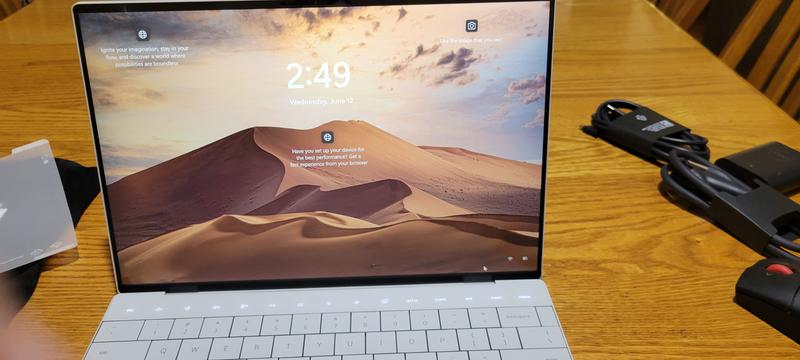 Ignite your imagination, stay in your
flow, and discover a world where
possibilities are boundless
Like the image that you see?
2:49
Wednesday, June 12
Have you set up your device for
the best performance? Get a
fast experience from your browser
Backspace
Q W E R T Y U I O P